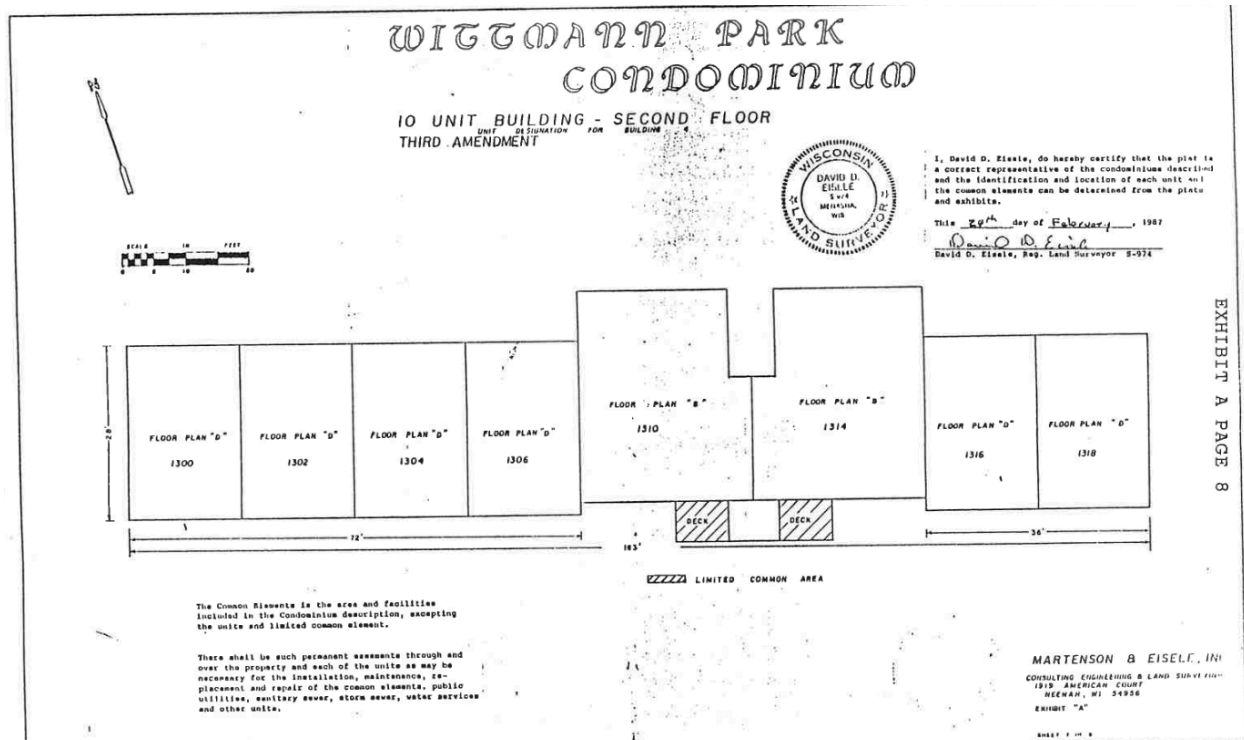 WITTMANN PARK
CONDOMINIUM
10 UNIT BUILDING - SECOND FLOOR
UNIT DESIGNATION FOR BUILDING
THIRD AMENDMENT
WISCONSIN
DAVID D.
EISELE
MENASHA,
WIS
LAND SURVEYOR
I, David D. Eisele, do hereby certify that the plat is
a correct representative of the condominiums described
and the identification and location of each unit and
the common elements can be determined from the plats
and exhibits.
This 24th day of February, 1987
David D. Eisele
David D. Eisele, Reg. Land Surveyor S-974
SCALE IN FEET
0 5 10 20
EXHIBIT A PAGE 8
28'
FLOOR PLAN "D"
1300
FLOOR PLAN "D"
1302
FLOOR PLAN "D"
1304
FLOOR PLAN "D"
1306
FLOOR PLAN "B"
1310
FLOOR PLAN "B"
1314
FLOOR PLAN "D"
1316
FLOOR PLAN "D"
1318
DECK
DECK
72'
36'
163'
LIMITED COMMON AREA
The Common Elements is the area and facilities
included in the Condominium description, excepting
the units and limited common element.
There shall be such permanent easements through and
over the property and each of the units as may be
necessary for the installation, maintenance, re-
placement and repair of the common elements, public
utilities, sanitary sewer, storm sewer, water services
and other units.
MARTENSON & EISELE, IN
CONSULTING ENGINEERING & LAND
1919 AMERICAN COURT
NEENAH, WI 54956
EXHIBIT "A"
SHEET